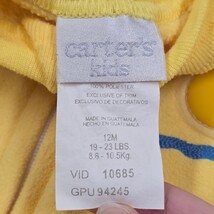 carter's
kids
100% POLYESTER
EXCLUSIVE OF TRIM
EXCLUSIVO DE DECORATIVOS
MADE IN GUATEMALA
HECHO EN GUATEMALA
12M
19 - 23 LBS.
8.6 - 10.5Kg
VID 10685
GPU 94245